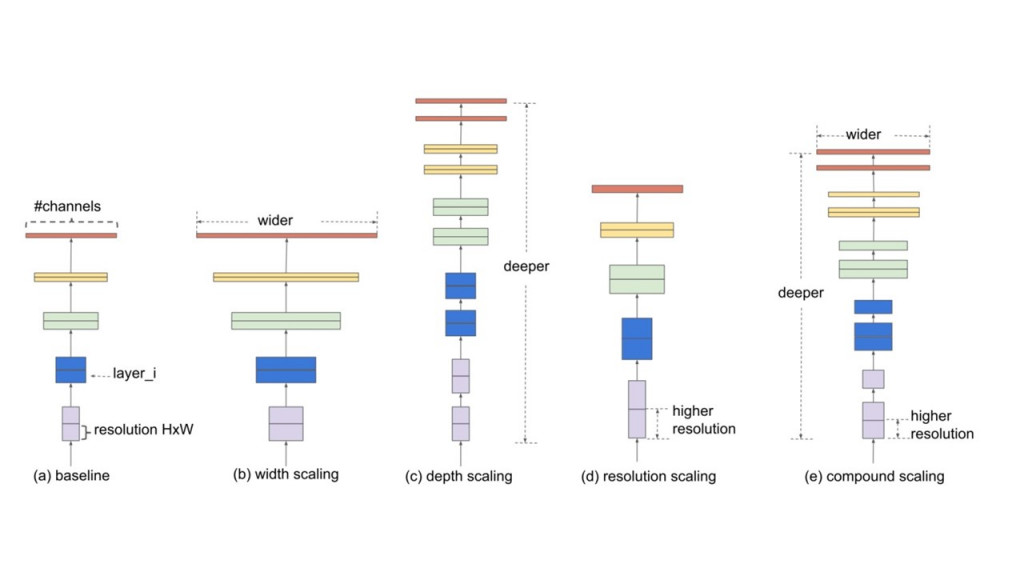 #channels
layer_i
resolution HxW
(a) baseline
wider
(b) width scaling
deeper
(c) depth scaling
higher
resolution
(d) resolution scaling
wider
deeper
higher
resolution
(e) compound scaling